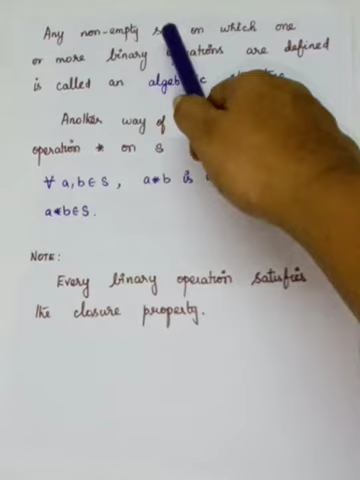 Any non-empty on which one
or more binary operations are defined
is called an
Another way of
operation * on S
∀ a,b∈S, a*b is
a*b∈S.
NOTE:
Every binary operation satisfies
the closure property.